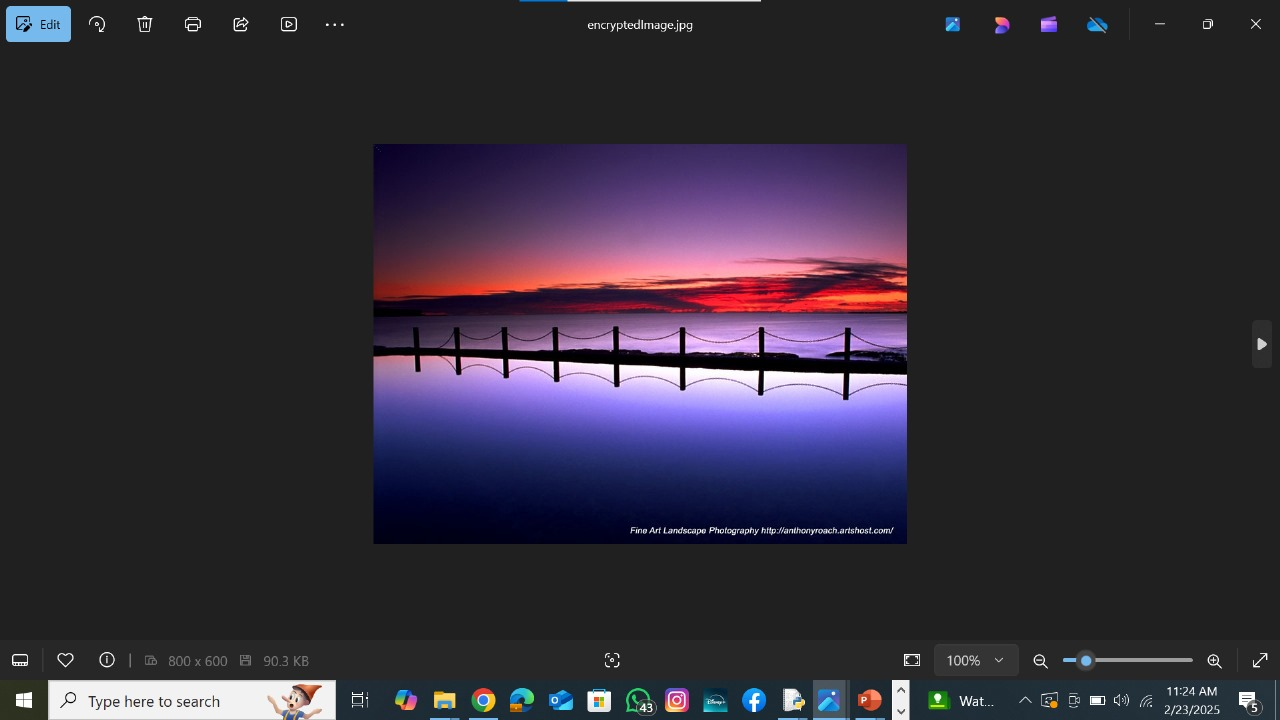 Edit
encryptedImage.jpg
Fine Art Landscape Photography http://anthonyroach.artshost.com/
800 x 600
90.3 KB
100%
Type here to search
43
Disney+
P
Wat...
11:24 AM
2/23/2025
5